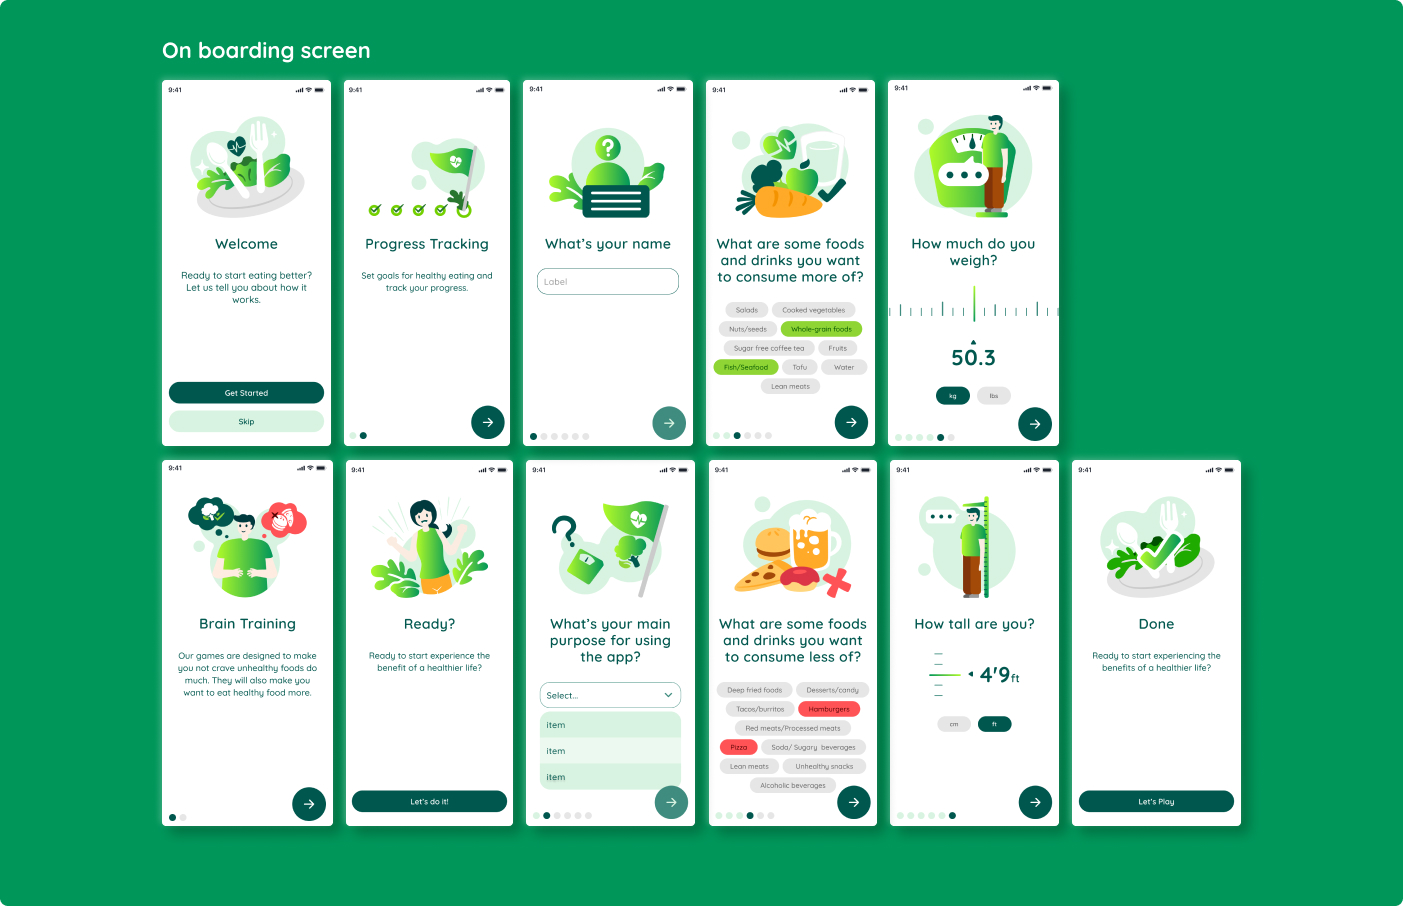 On boarding screen
9:41
Welcome
Ready to start eating better?
Let us tell you about how it
works.
Get Started
Skip
9:41
Progress Tracking
Set goals for healthy eating and
track your progress.
9:41
?
What's your name
Label
9:41
What are some foods
and drinks you want
to consume more of?
Salads
Cooked vegetables
Nuts/seeds
Whole-grain foods
Sugar free coffee tea
Fruits
Fish/Seafood
Tofu
Water
Lean meats
9:41
How much do you
weigh?
50.3
kg
lbs
9:41
Brain Training
Our games are designed to make
you not crave unhealthy foods do
much. They will also make you
want to eat healthy food more.
9:41
Ready?
Ready to start experience the
benefit of a healthier life?
Let's do it!
9:41
?
What's your main
purpose for using
the app?
Select...
item
item
item
9:41
What are some foods
and drinks you want
to consume less of?
Deep fried foods
Desserts/candy
Tacos/burritos
Hamburgers
Red meats/Processed meats
Pizza
Soda/ Sugary beverages
Lean meats
Unhealthy snacks
Alcoholic beverages
9:41
How tall are you?
4'9ft
cm
ft
9:41
Done
Ready to start experiencing the
benefits of a healthier life?
Let's Play